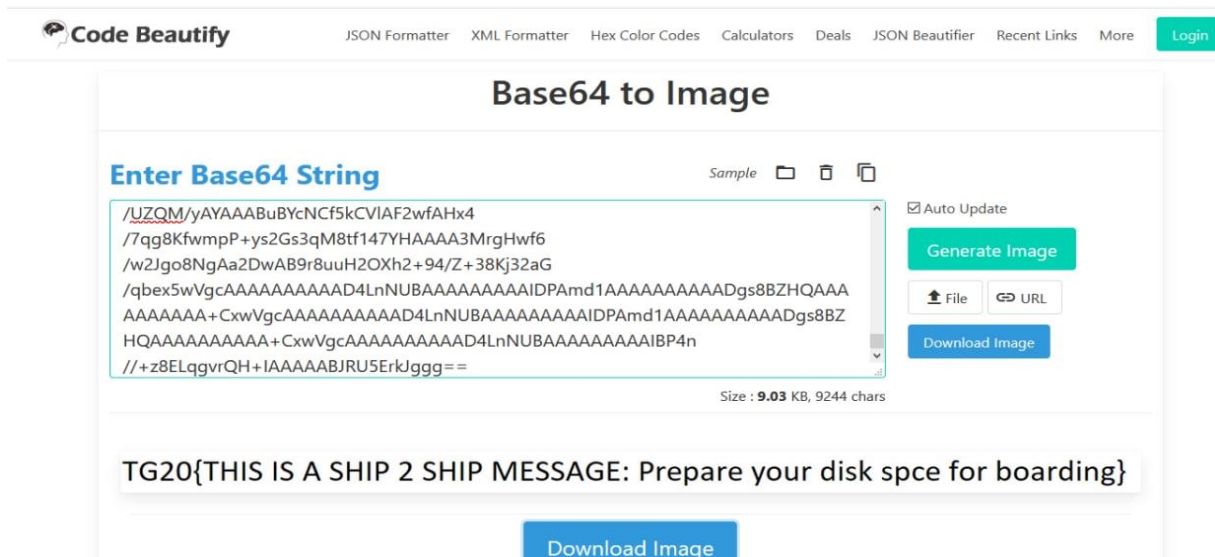 Code Beautify
JSON Formatter XML Formatter Hex Color Codes Calculators Deals JSON Beautifier Recent Links More Login
Base64 to Image
Enter Base64 String
Sample
/UZQM/yAYAAABuBYcNCf5kCVlAF2wfAHx4
/7qg8KfwmpP+ys2Gs3qM8tf147YHAAAA3MrgHwf6
/w2Jgo8NgAa2DwAB9r8uuH2OXh2+94/Z+38Kj32aG
/qbex5wVgcAAAAAAAAAAD4LnNUBAAAAAAAAAIDPAmd1AAAAAAAAAADgs8BZHQAAA
AAAAAAA+CxwVgcAAAAAAAAAAD4LnNUBAAAAAAAAAIDPAmd1AAAAAAAAAADgs8BZ
HQAAAAAAAAAA+CxwVgcAAAAAAAAAAD4LnNUBAAAAAAAAAIBP4n
//+z8ELqgvrQH+IAAAAABJRU5ErkJggg==
Auto Update
Generate Image
File URL
Download Image
Size : 9.03 KB, 9244 chars
TG20{THIS IS A SHIP 2 SHIP MESSAGE: Prepare your disk spce for boarding}
Download Image